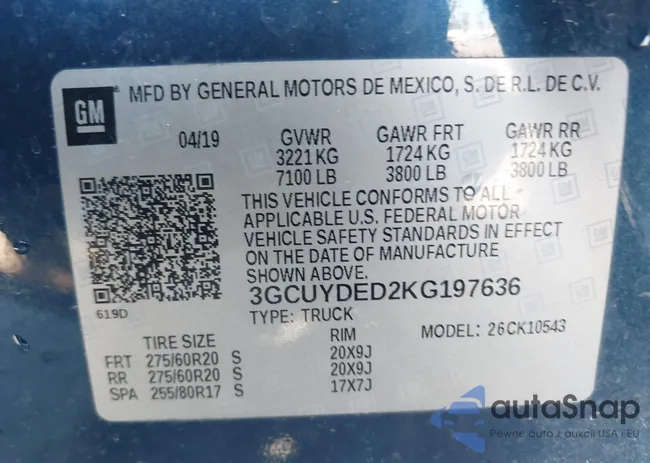 GM MFD BY GENERAL MOTORS DE MEXICO, S. DE R.L. DE C.V.
04/19 GVWR GAWR FRT GAWR RR
3221 KG 1724 KG 1724 KG
7100 LB 3800 LB 3800 LB
THIS VEHICLE CONFORMS TO ALL
APPLICABLE U.S. FEDERAL MOTOR
VEHICLE SAFETY STANDARDS IN EFFECT
ON THE DATE OF MANUFACTURE
SHOWN ABOVE.
3GCUYDED2KG197636
619D
TYPE: TRUCK MODEL: 26CK10543
TIRE SIZE RIM
FRT 275/60R20 S 20X9J
RR 275/60R20 S 20X9J
SPA 255/80R17 S 17X7J
autaSnap
Pewne auto z aukcji USA i EU